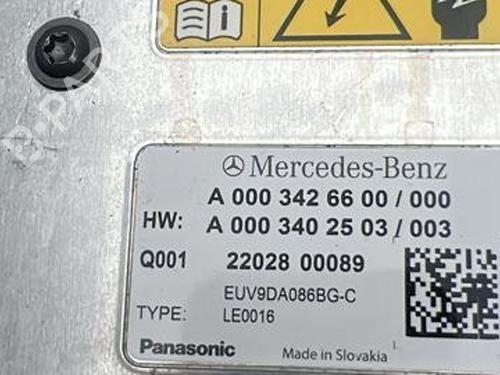 Mercedes-Benz
A 000 342 66 00 / 000
HW: A 000 340 25 03 / 003
Q001 22028 00089
EUV9DA086BG-C
TYPE: LE0016
Panasonic Made in Slovakia